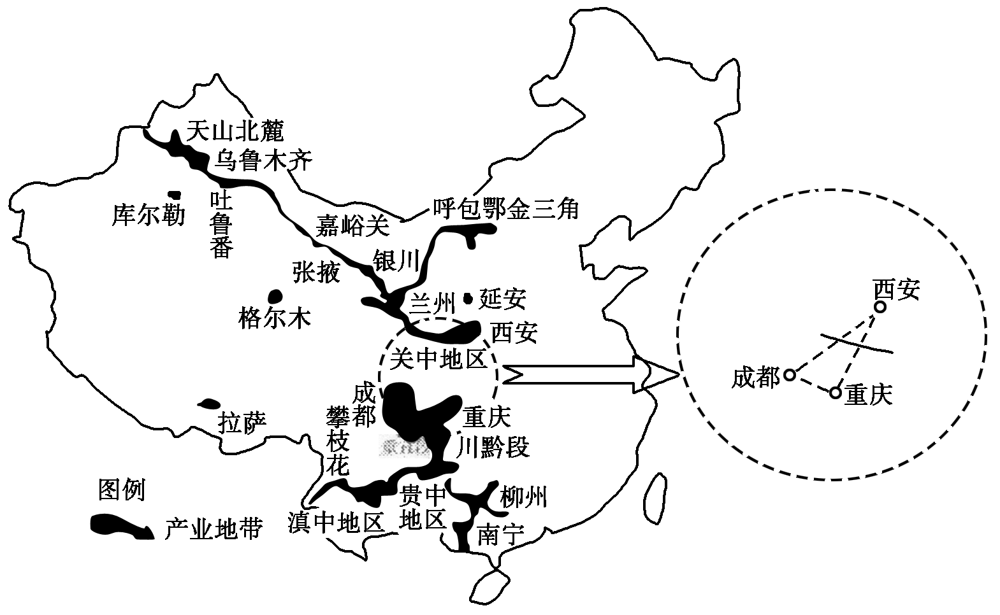 天山北麓
乌鲁木齐
吐鲁番
库尔勒
嘉峪关
呼包鄂金三角
银川
张掖
格尔木
兰州
延安
西安
关中地区
成都
重庆
攀枝花
川黔段
拉萨
贵中地区
柳州
滇中地区
南宁
图例
产业地带
西安
成都
重庆